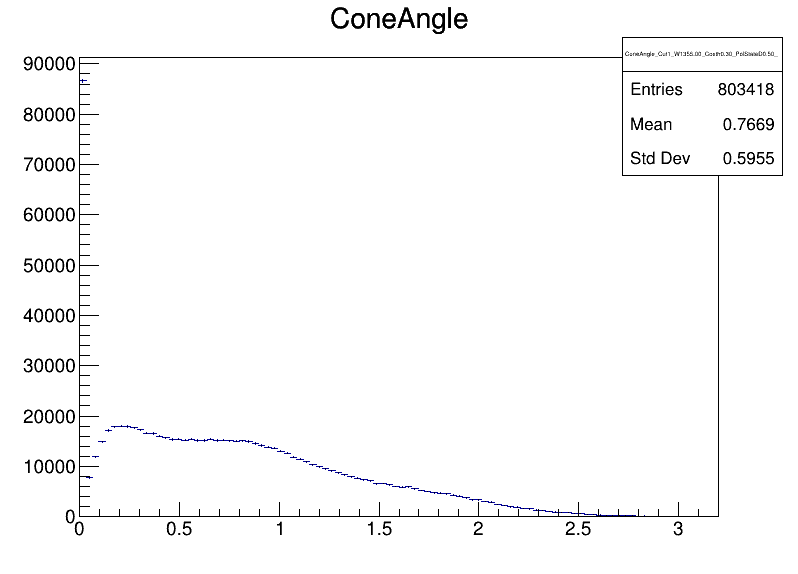 ConeAngle
ConeAngle_Cut1_W1355.00_Costh0.30_PolStateD0.50_
Entries 803418
Mean 0.7669
Std Dev 0.5955
90000
80000
70000
60000
50000
40000
30000
20000
10000
0
0 0.5 1 1.5 2 2.5 3